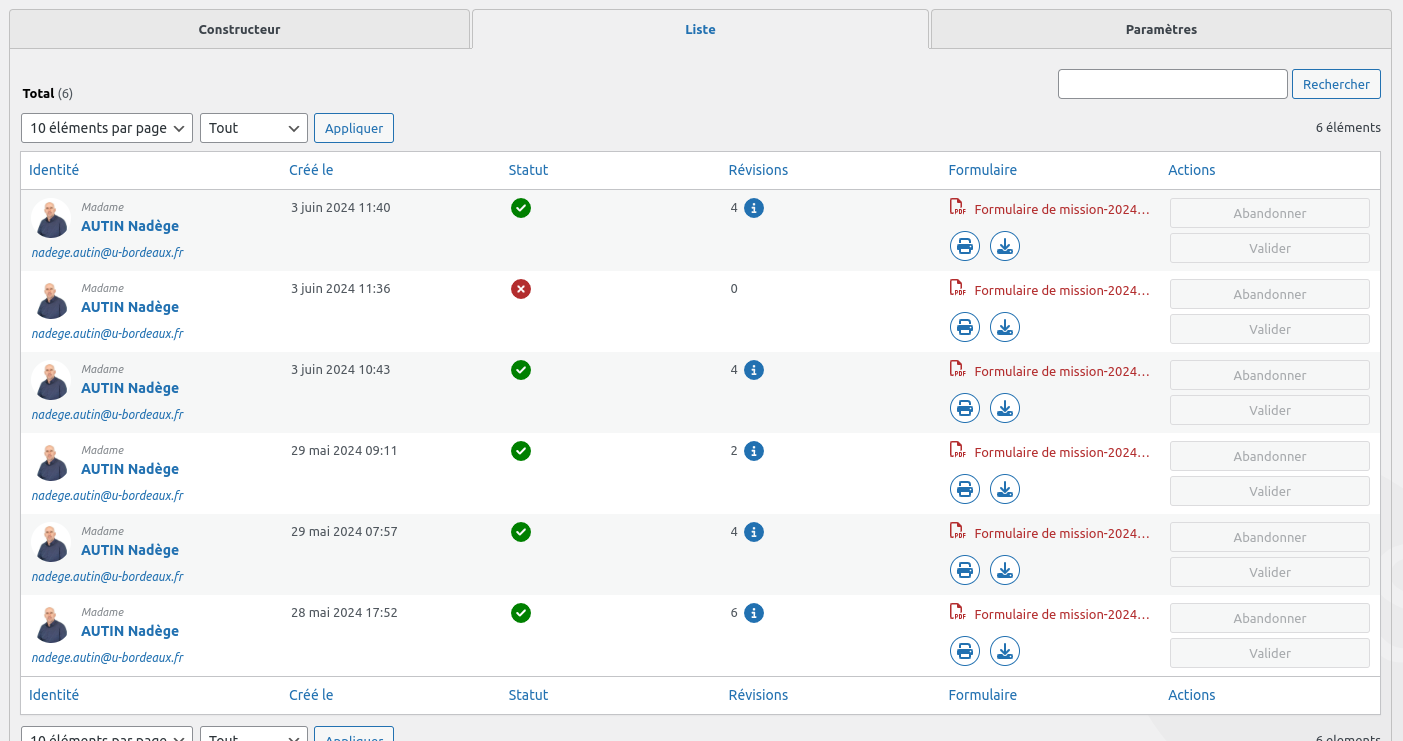 Constructeur Liste Paramètres
Total (6) Rechercher
10 éléments par page Tout Appliquer 6 éléments
Identité Créé le Statut Révisions Formulaire Actions
Madame 3 juin 2024 11:40 4 Formulaire de mission-2024... Abandonner
AUTIN Nadège
nadege.autin@u-bordeaux.fr Valider
Madame 3 juin 2024 11:36 0 Formulaire de mission-2024... Abandonner
AUTIN Nadège
nadege.autin@u-bordeaux.fr Valider
Madame 3 juin 2024 10:43 4 Formulaire de mission-2024... Abandonner
AUTIN Nadège
nadege.autin@u-bordeaux.fr Valider
Madame 29 mai 2024 09:11 2 Formulaire de mission-2024... Abandonner
AUTIN Nadège
nadege.autin@u-bordeaux.fr Valider
Madame 29 mai 2024 07:57 4 Formulaire de mission-2024... Abandonner
AUTIN Nadège
nadege.autin@u-bordeaux.fr Valider
Madame 28 mai 2024 17:52 6 Formulaire de mission-2024... Abandonner
AUTIN Nadège
nadege.autin@u-bordeaux.fr Valider
Identité Créé le Statut Révisions Formulaire Actions
10 éléments par page Tout Appliquer 6 éléments